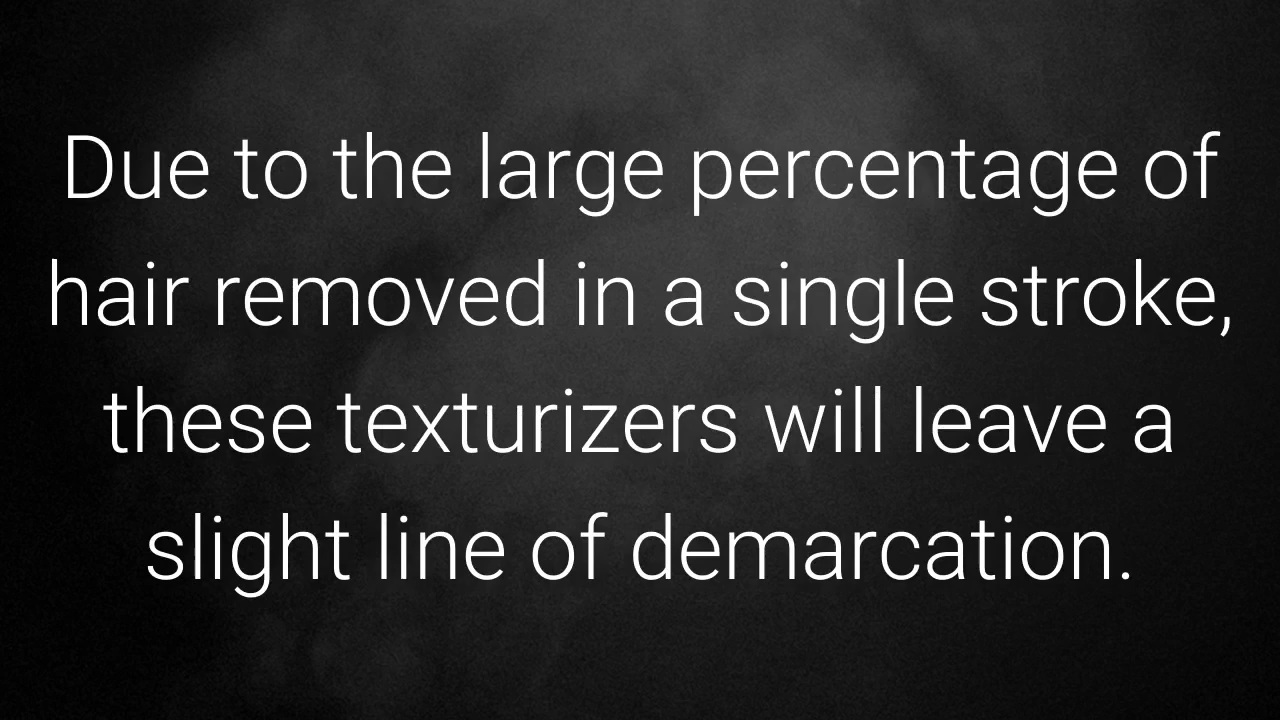 Due to the large percentage of
hair removed in a single stroke,
these texturizers will leave a
slight line of demarcation.